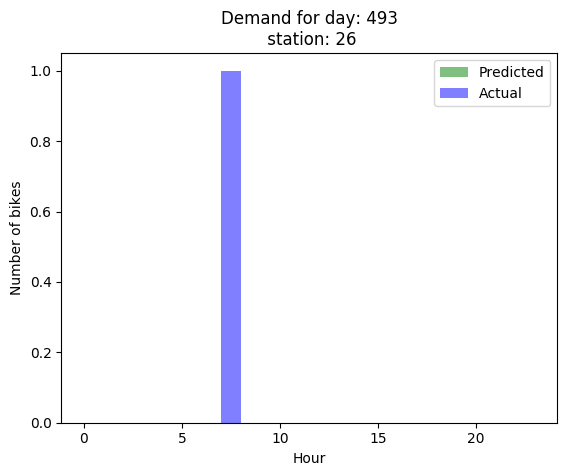 Demand for day: 493
station: 26
Predicted
Actual
Number of bikes
1.0
0.8
0.6
0.4
0.2
0.0
0 5 10 15 20
Hour